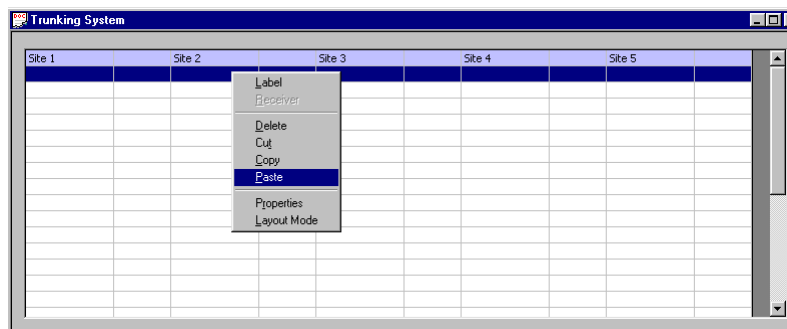 DOC Trunking System
Site 1 Site 2 Site 3 Site 4 Site 5
Label
Receiver
Delete
Cut
Copy
Paste
Properties
Layout Mode